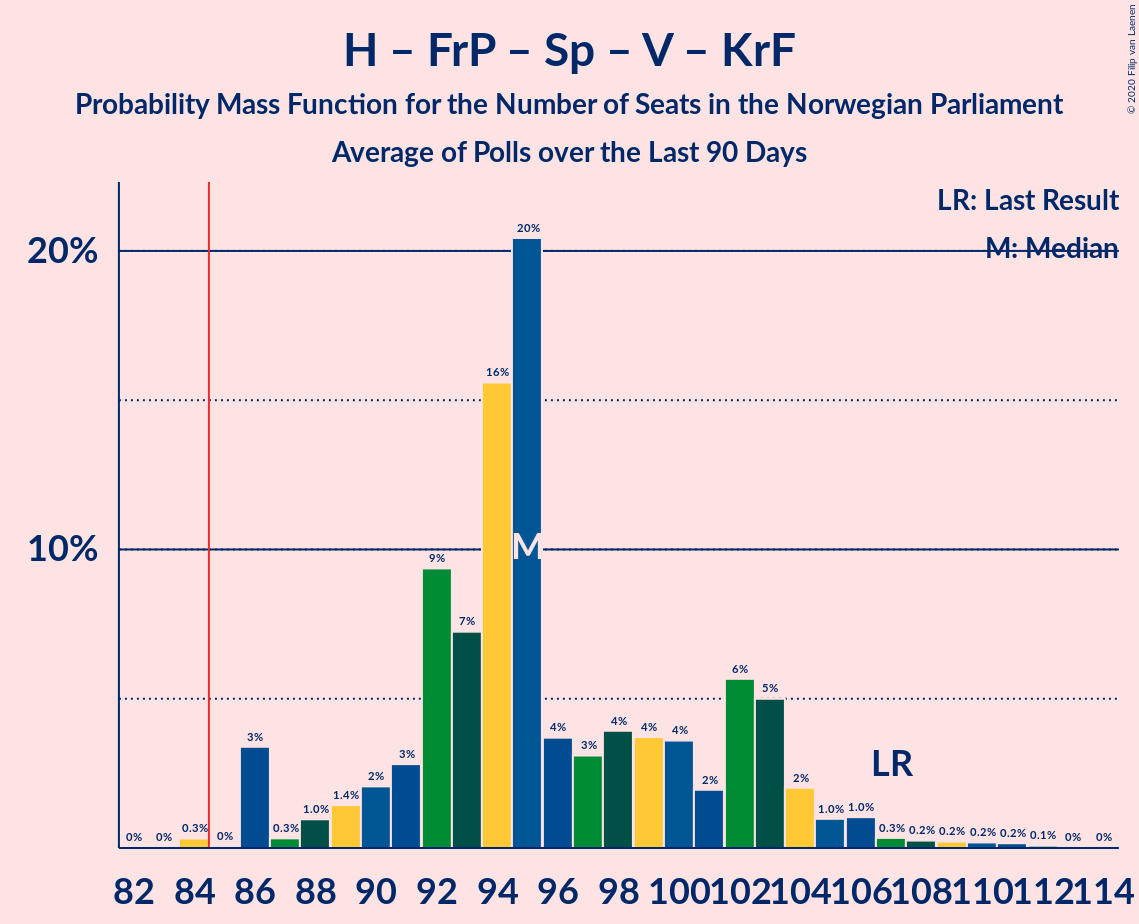 H – FrP – Sp – V – KrF
Probability Mass Function for the Number of Seats in the Norwegian Parliament
Average of Polls over the Last 90 Days
© 2020 Filip van Laenen
LR: Last Result
M: Median
20%
10%
0% 0% 0.3% 0% 3% 0.3% 1.0% 1.4% 2% 3% 9% 7% 16% 20% 4% 3% 4% 4% 4% 2% 6% 5% 2% 1.0% 1.0% 0.3% 0.2% 0.2% 0.2% 0.2% 0.1% 0% 0%
M
LR
82 84 86 88 90 92 94 96 98 100 102 104 106 108 110 112 114